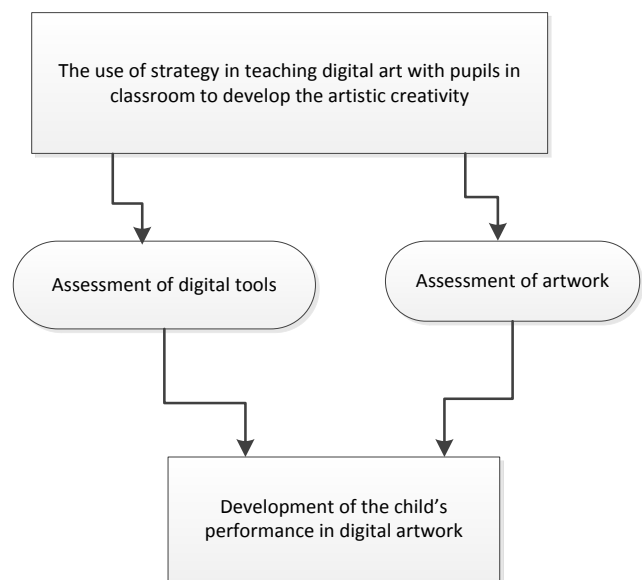 The use of strategy in teaching digital art with pupils in
classroom to develop the artistic creativity
Assessment of digital tools
Assessment of artwork
Development of the child’s
performance in digital artwork